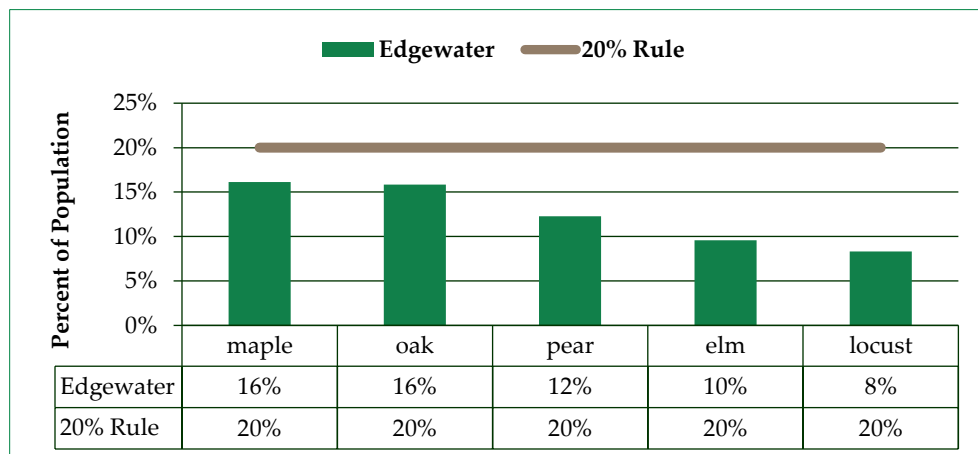 Edgewater 20% Rule
Percent of Population
25%
20%
15%
10%
5%
0%
maple oak pear elm locust
Edgewater 16% 16% 12% 10% 8%
20% Rule 20% 20% 20% 20% 20%